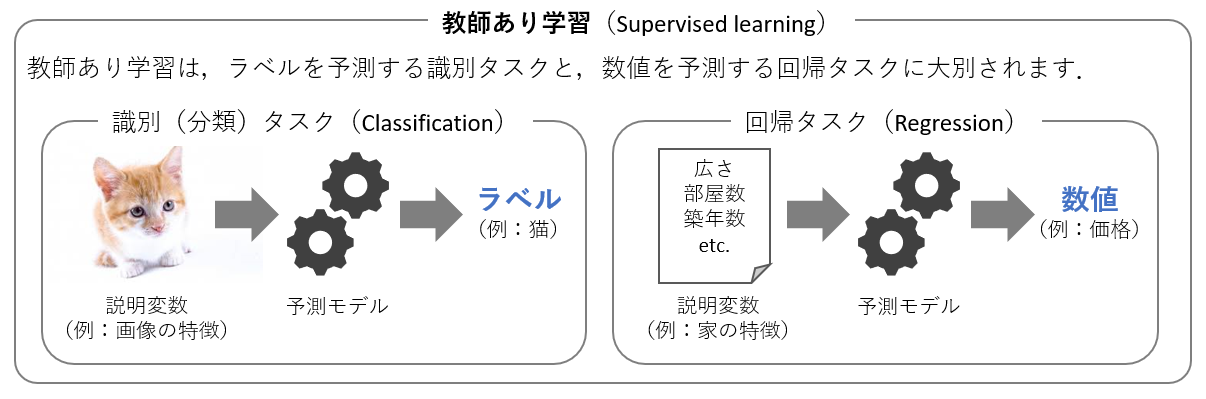 教師あり学習（Supervised learning）
教師あり学習は，ラベルを予測する識別タスクと，数値を予測する回帰タスクに大別されます．
識別（分類）タスク（Classification）
ラベル
（例：猫）
説明変数
（例：画像の特徴）
予測モデル
回帰タスク（Regression）
広さ
部屋数
築年数
etc.
数値
（例：価格）
説明変数
（例：家の特徴）
予測モデル